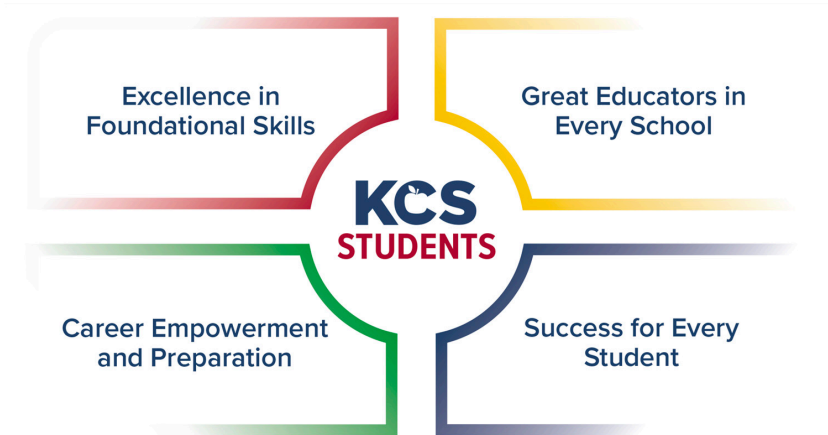 Excellence in
Foundational Skills
Great Educators in
Every School
KCS
STUDENTS
Career Empowerment
and Preparation
Success for Every
Student